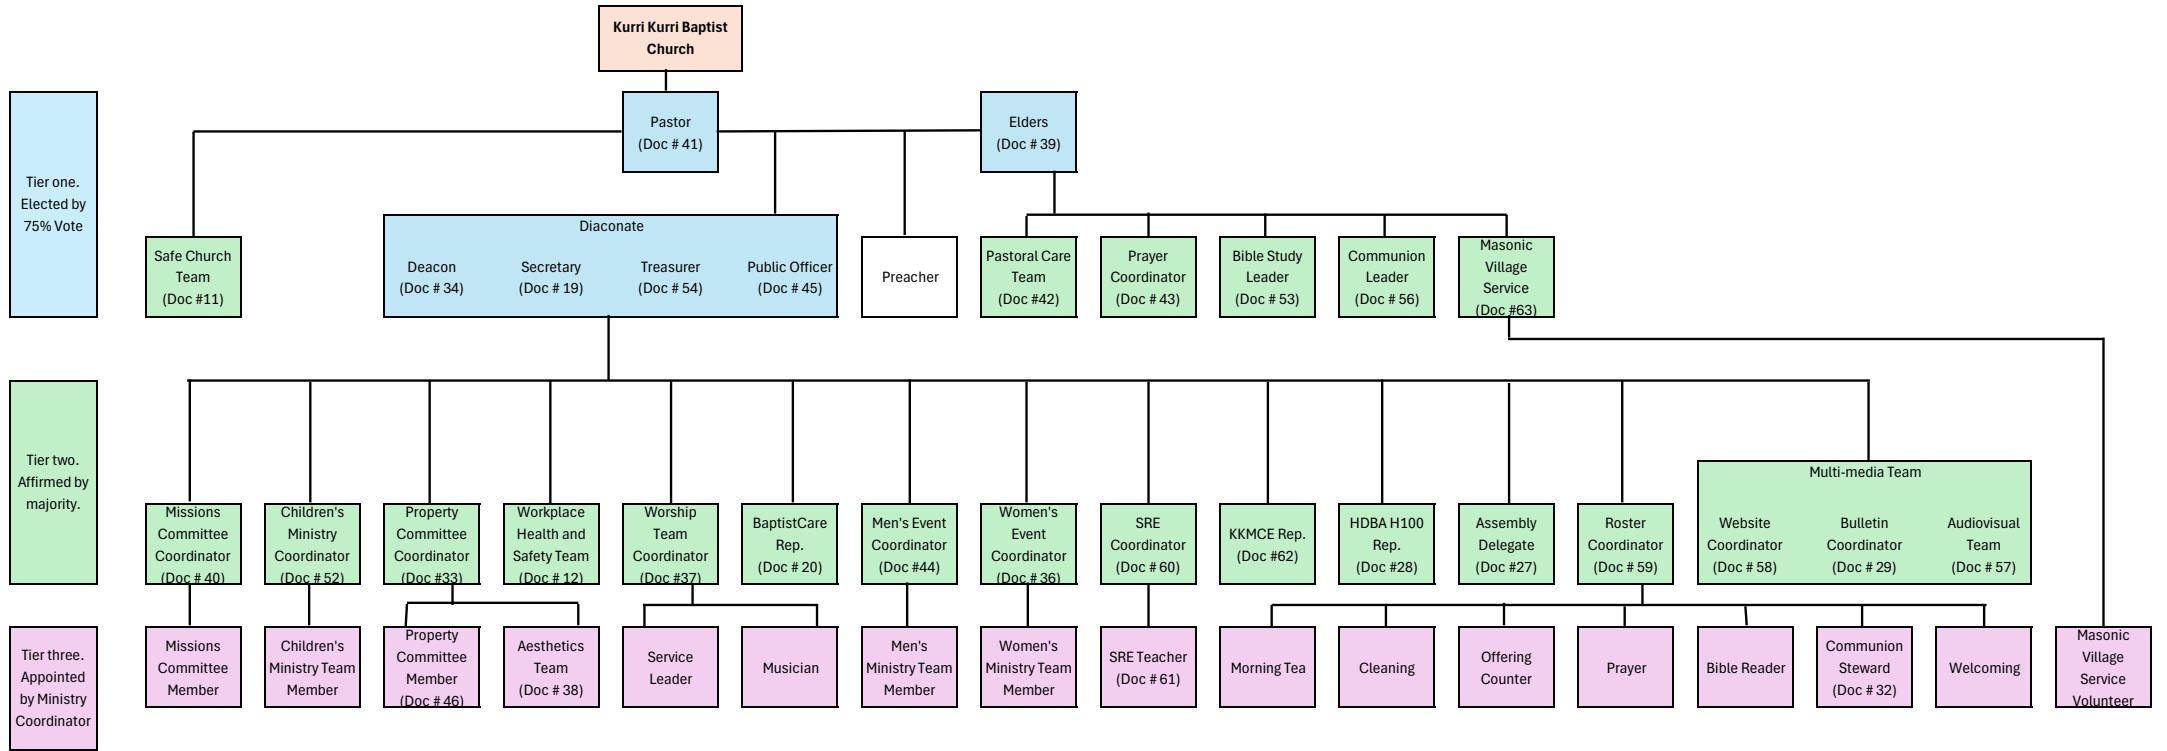 Kurri Kurri Baptist
Church
Tier one.
Elected by
75% Vote
Pastor
(Doc # 41)
Elders
(Doc # 39)
Safe Church
Team
(Doc #11)
Diaconate
Deacon
(Doc # 34)
Secretary
(Doc # 19)
Treasurer
(Doc # 54)
Public Officer
(Doc # 45)
Preacher
Pastoral Care
Team
(Doc #42)
Prayer
Coordinator
(Doc # 43)
Bible Study
Leader
(Doc # 53)
Communion
Leader
(Doc # 56)
Masonic
Village
Service
(Doc #63)
Tier two.
Affirmed by
majority.
Missions
Committee
Coordinator
(Doc # 40)
Children's
Ministry
Coordinator
(Doc # 52)
Property
Committee
Coordinator
(Doc #33)
Workplace
Health and
Safety Team
(Doc # 12)
Worship
Team
Coordinator
(Doc #37)
BaptistCare
Rep.
(Doc # 20)
Men's Event
Coordinator
(Doc #44)
Women's
Event
Coordinator
(Doc # 36)
SRE
Coordinator
(Doc # 60)
KKMCE Rep.
(Doc #62)
HDBA H100
Rep.
(Doc #28)
Assembly
Delegate
(Doc #27)
Roster
Coordinator
(Doc # 59)
Multi-media Team
Website
Coordinator
(Doc # 58)
Bulletin
Coordinator
(Doc # 29)
Audiovisual
Team
(Doc # 57)
Tier three.
Appointed
by Ministry
Coordinator
Missions
Committee
Member
Children's
Ministry Team
Member
Property
Committee
Member
(Doc # 46)
Aesthetics
Team
(Doc # 38)
Service
Leader
Musician
Men's
Ministry Team
Member
Women's
Ministry Team
Member
SRE Teacher
(Doc # 61)
Morning Tea
Cleaning
Offering
Counter
Prayer
Bible Reader
Communion
Steward
(Doc # 32)
Welcoming
Masonic
Village
Service
Volunteer